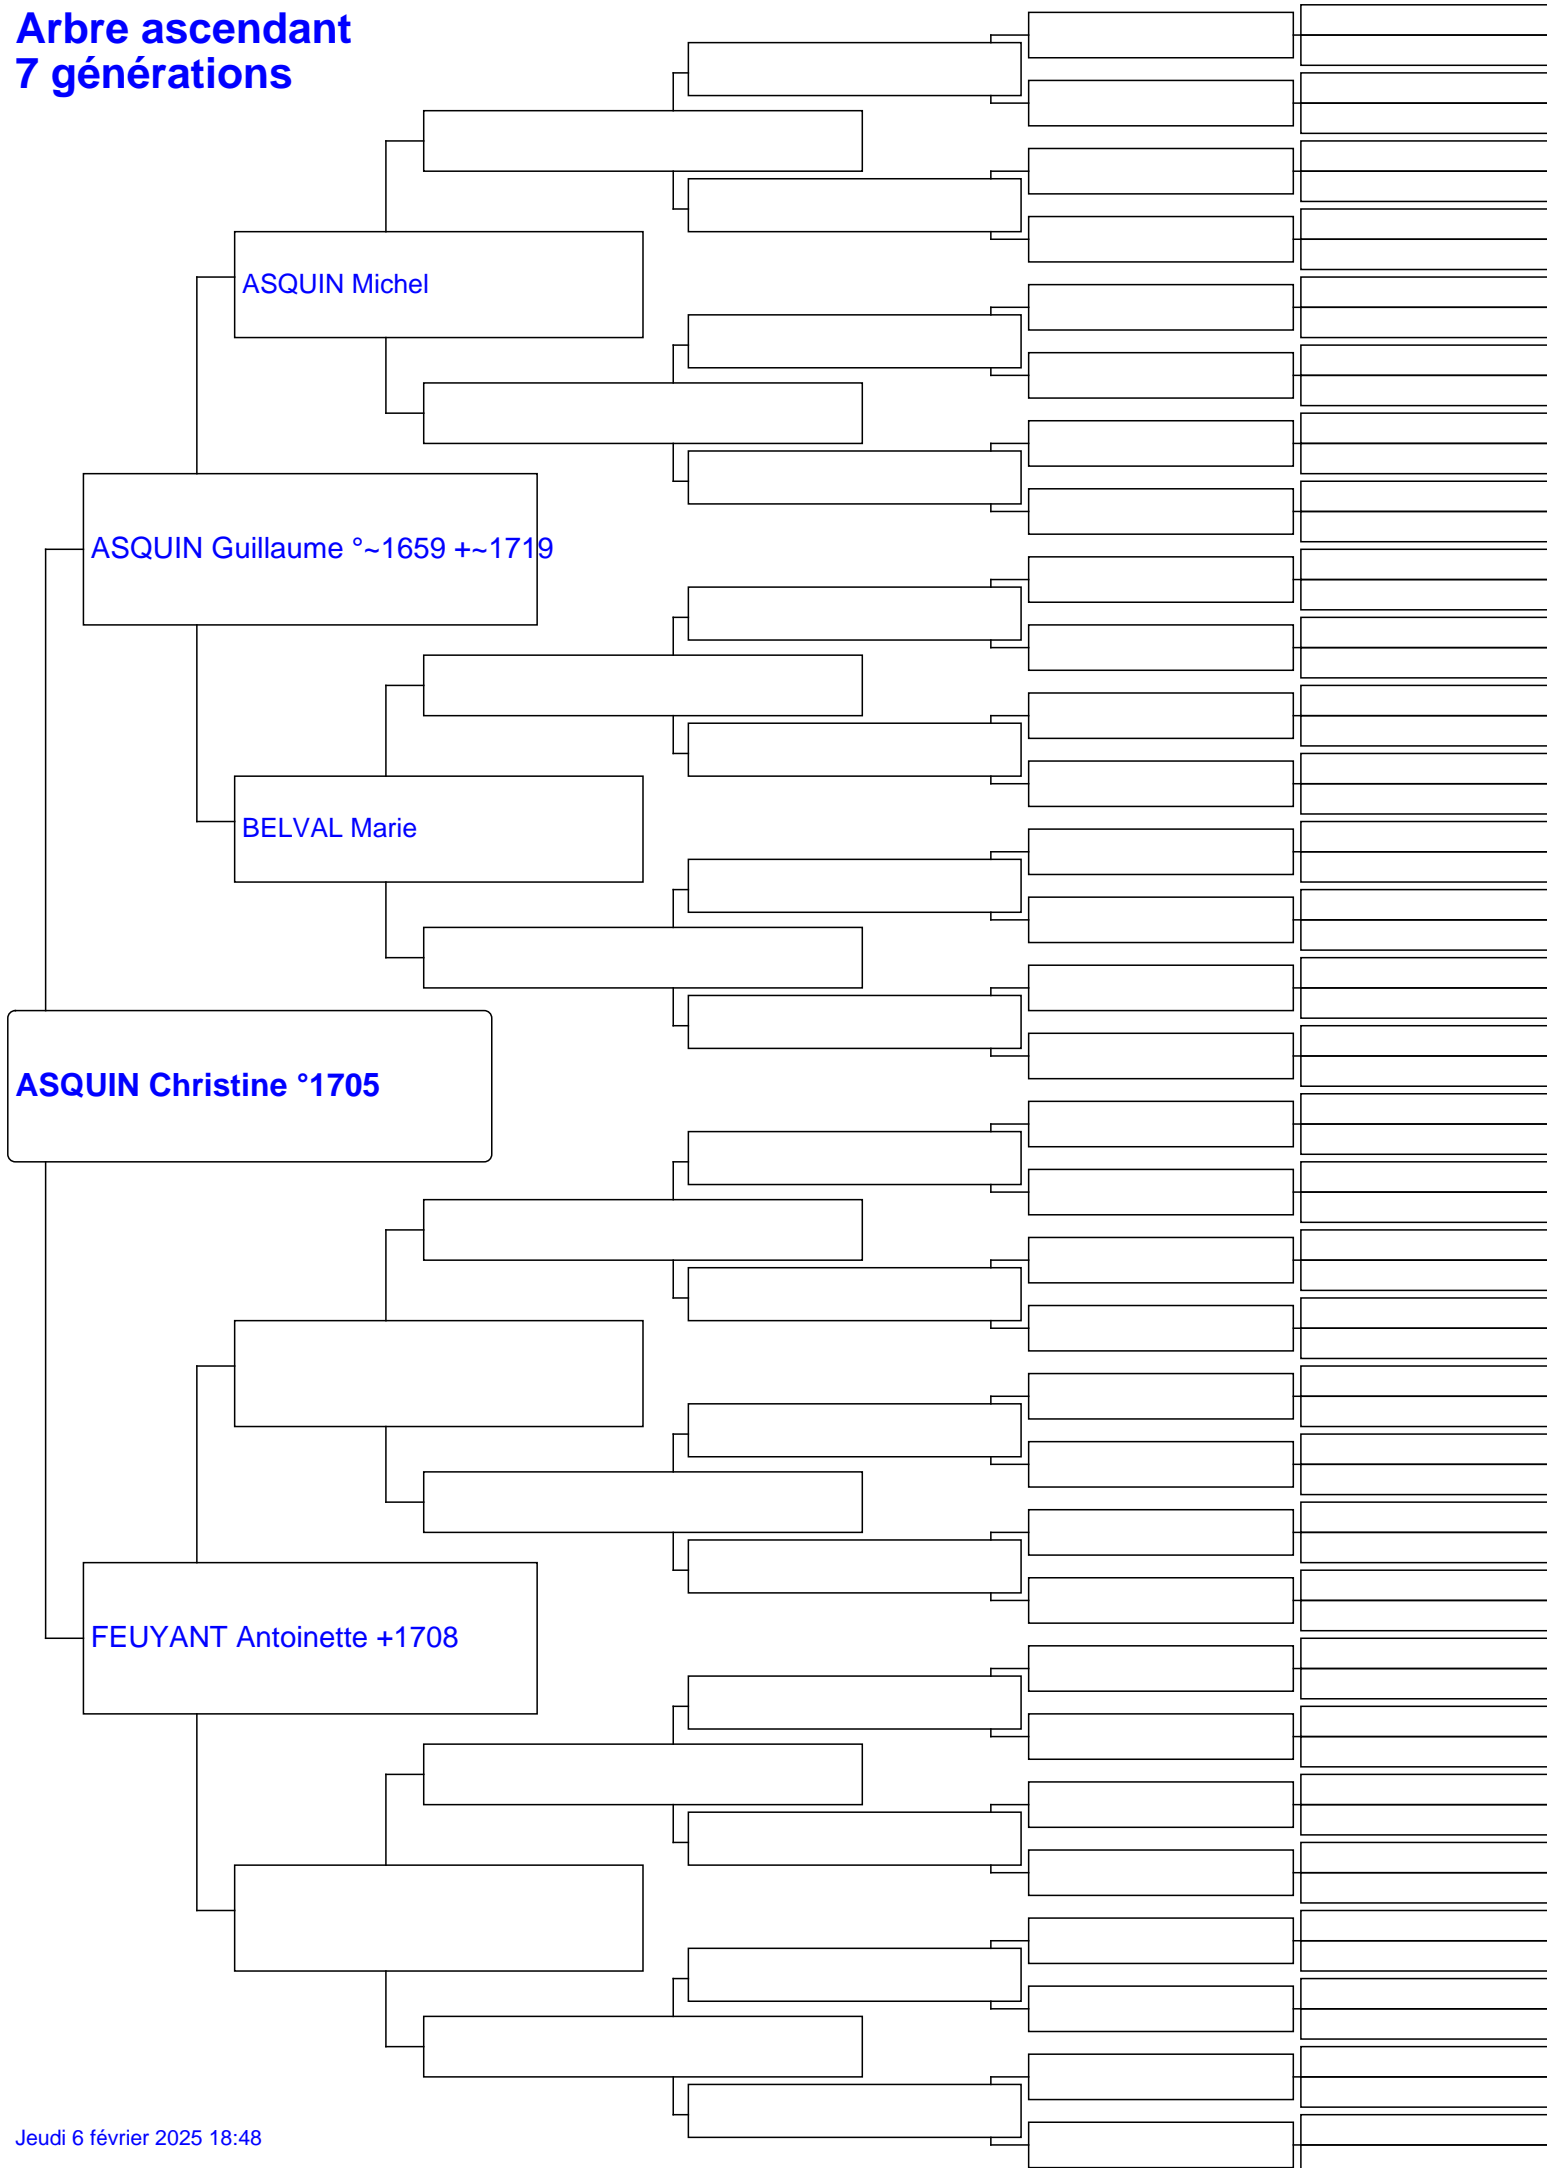 Arbre ascendant
7 générations
ASQUIN Michel
ASQUIN Guillaume °~1659 +~1719
BELVAL Marie
ASQUIN Christine °1705
FEUYANT Antoinette +1708
Jeudi 6 février 2025 18:48